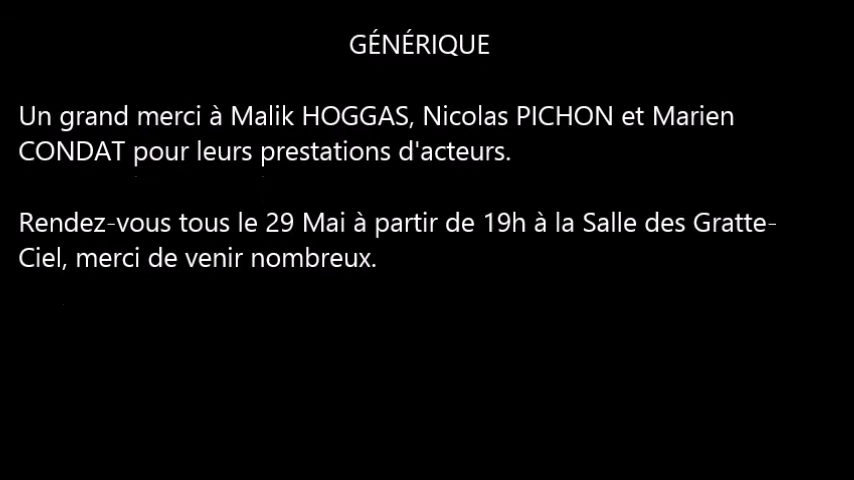 GÉNÉRIQUE
Un grand merci à Malik HOGGAS, Nicolas PICHON et Marien
CONDAT pour leurs prestations d'acteurs.
Rendez-vous tous le 29 Mai à partir de 19h à la Salle des Gratte-
Ciel, merci de venir nombreux.